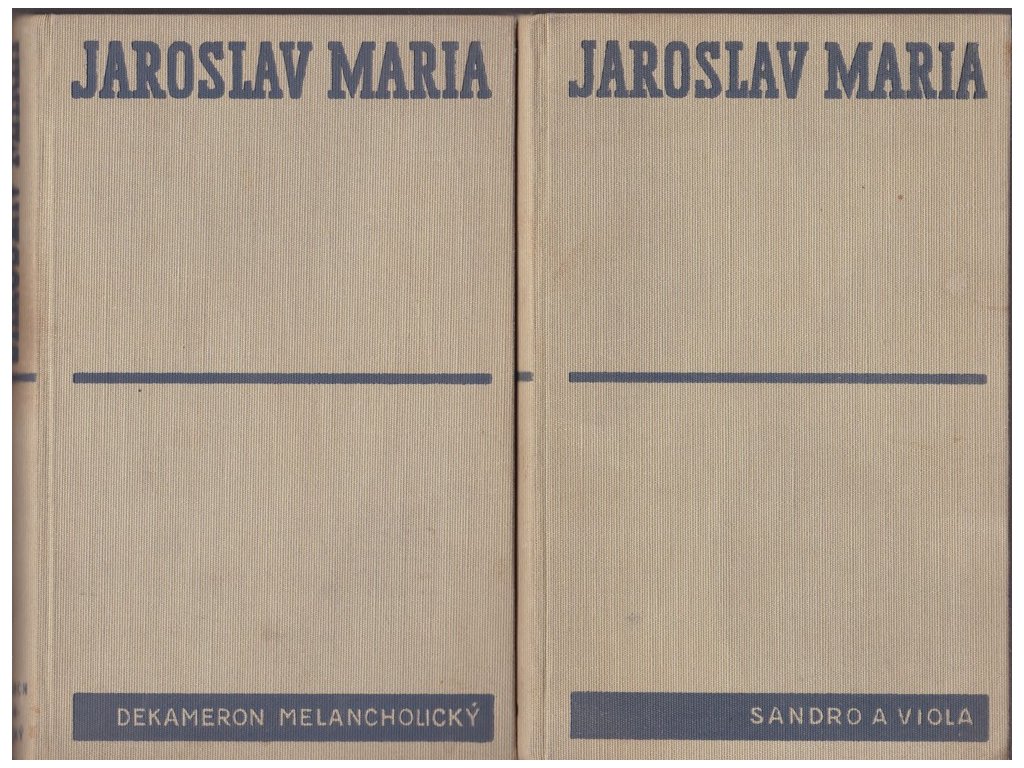 JAROSLAV MARIA
DEKAMERON MELANCHOLICKÝ
JAROSLAV MARIA
SANDRO A VIOLA